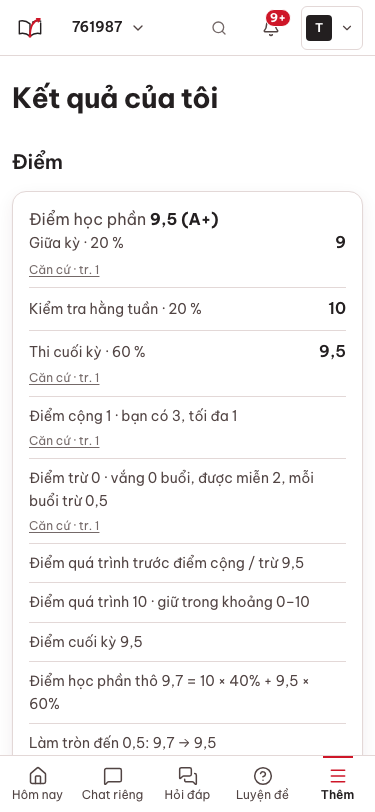 761987
9+
T
Kết quả của tôi
Điểm
Điểm học phần 9,5 (A+)
Giữa kỳ · 20 % 9
Căn cứ · tr. 1
Kiểm tra hằng tuần · 20 % 10
Thi cuối kỳ · 60 % 9,5
Căn cứ · tr. 1
Điểm cộng 1 · bạn có 3, tối đa 1
Căn cứ · tr. 1
Điểm trừ 0 · vắng 0 buổi, được miễn 2, mỗi
buổi trừ 0,5
Căn cứ · tr. 1
Điểm quá trình trước điểm cộng / trừ 9,5
Điểm quá trình 10 · giữ trong khoảng 0–10
Điểm cuối kỳ 9,5
Điểm học phần thô 9,7 = 10 × 40% + 9,5 ×
60%
Làm tròn đến 0,5: 9,7 → 9,5
Hôm nay Chat riêng Hỏi đáp Luyện đề Thêm